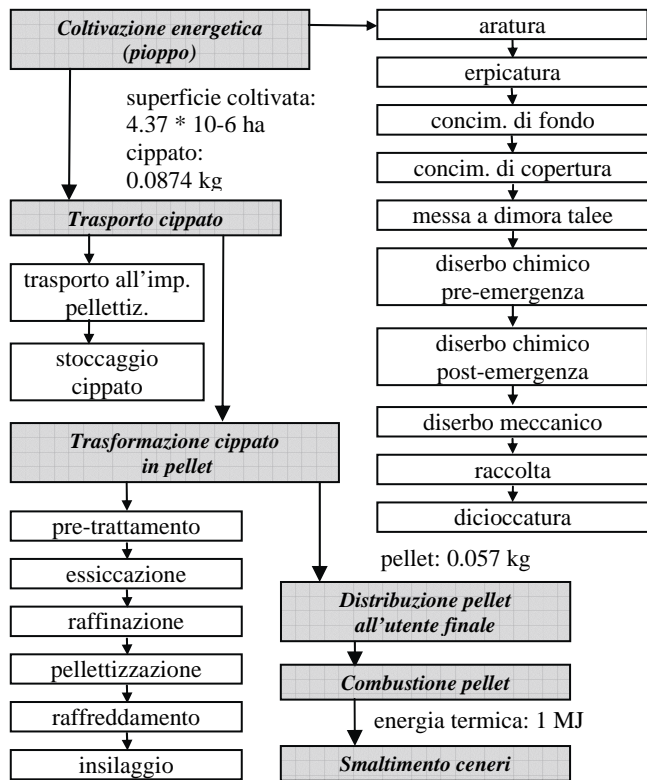 Coltivazione energetica
(pioppo)
superficie coltivata:
4.37 * 10-6 ha
cippato:
0.0874 kg
Trasporto cippato
trasporto all'imp.
pellettiz.
stoccaggio
cippato
Trasformazione cippato
in pellet
pre-trattamento
essiccazione
raffinazione
pellettizzazione
raffreddamento
insilaggio
aratura
erpicatura
concim. di fondo
concim. di copertura
messa a dimora talee
diserbo chimico
pre-emergenza
diserbo chimico
post-emergenza
diserbo meccanico
raccolta
dicioccatura
pellet: 0.057 kg
Distribuzione pellet
all'utente finale
Combustione pellet
energia termica: 1 MJ
Smaltimento ceneri